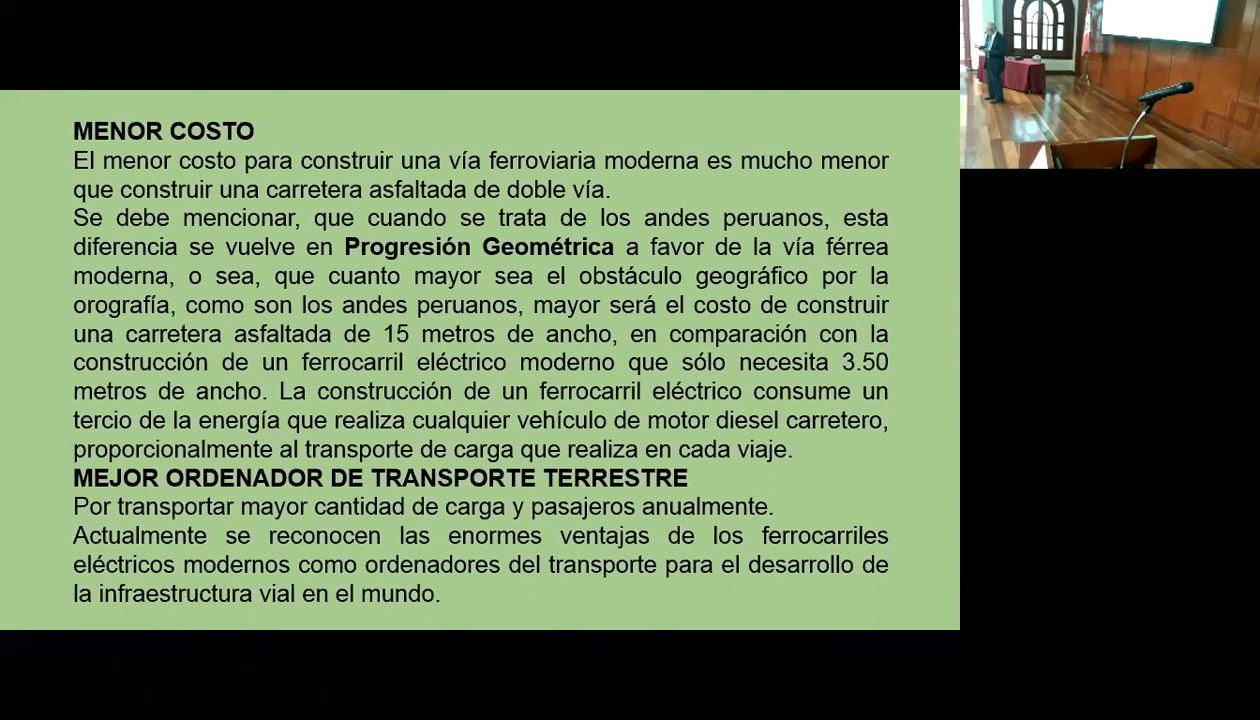 MENOR COSTO
El menor costo para construir una vía ferroviaria moderna es mucho menor
que construir una carretera asfaltada de doble vía.
Se debe mencionar, que cuando se trata de los andes peruanos, esta
diferencia se vuelve en Progresión Geométrica a favor de la vía férrea
moderna, o sea, que cuanto mayor sea el obstáculo geográfico por la
orografía, como son los andes peruanos, mayor será el costo de construir
una carretera asfaltada de 15 metros de ancho, en comparación con la
construcción de un ferrocarril eléctrico moderno que sólo necesita 3.50
metros de ancho. La construcción de un ferrocarril eléctrico consume un
tercio de la energía que realiza cualquier vehículo de motor diesel carretero,
proporcionalmente al transporte de carga que realiza en cada viaje.
MEJOR ORDENADOR DE TRANSPORTE TERRESTRE
Por transportar mayor cantidad de carga y pasajeros anualmente.
Actualmente se reconocen las enormes ventajas de los ferrocarriles
eléctricos modernos como ordenadores del transporte para el desarrollo de
la infraestructura vial en el mundo.